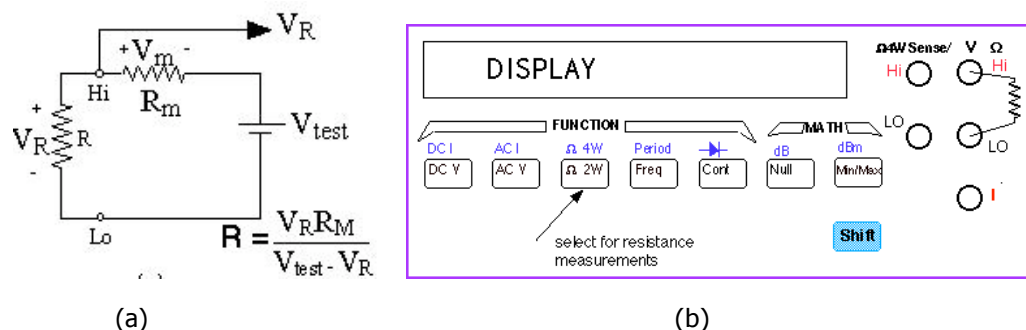 V_R
+ V_m -
Hi
R_m
+
V_R
R
-
V_test
Lo
R = V_R R_M / V_test - V_R
(a)
DISPLAY
Ω4W Sense/ V Ω
Hi Hi
LO LO
I
FUNCTION
MATH
DC I AC I Ω 4W Period dB dBm
DC V AC V Ω 2W Freq Cont Null Min/Max
Shift
select for resistance
measurements
(b)